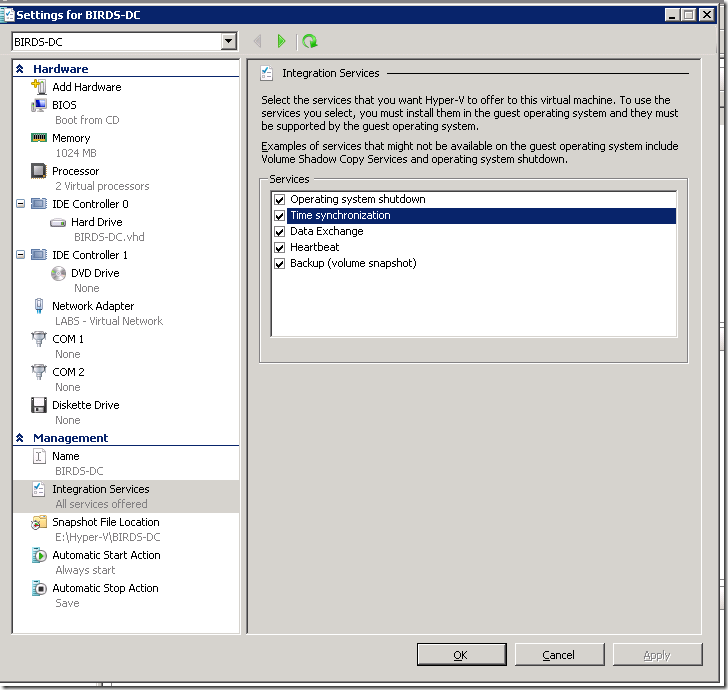 Settings for BIRDS-DC
BIRDS-DC
Hardware
Add Hardware
BIOS
Boot from CD
Memory
1024 MB
Processor
2 Virtual processors
IDE Controller 0
Hard Drive
BIRDS-DC.vhd
IDE Controller 1
DVD Drive
None
Network Adapter
LABS - Virtual Network
COM 1
None
COM 2
None
Diskette Drive
None
Management
Name
BIRDS-DC
Integration Services
All services offered
Snapshot File Location
E:\Hyper-V\BIRDS-DC
Automatic Start Action
Always start
Automatic Stop Action
Save
Integration Services
Select the services that you want Hyper-V to offer to this virtual machine. To use the
services you select, you must install them in the guest operating system and they must
be supported by the guest operating system.
Examples of services that might not be available on the guest operating system include
Volume Shadow Copy Services and operating system shutdown.
Services
Operating system shutdown
Time synchronization
Data Exchange
Heartbeat
Backup (volume snapshot)
OK
Cancel
Apply